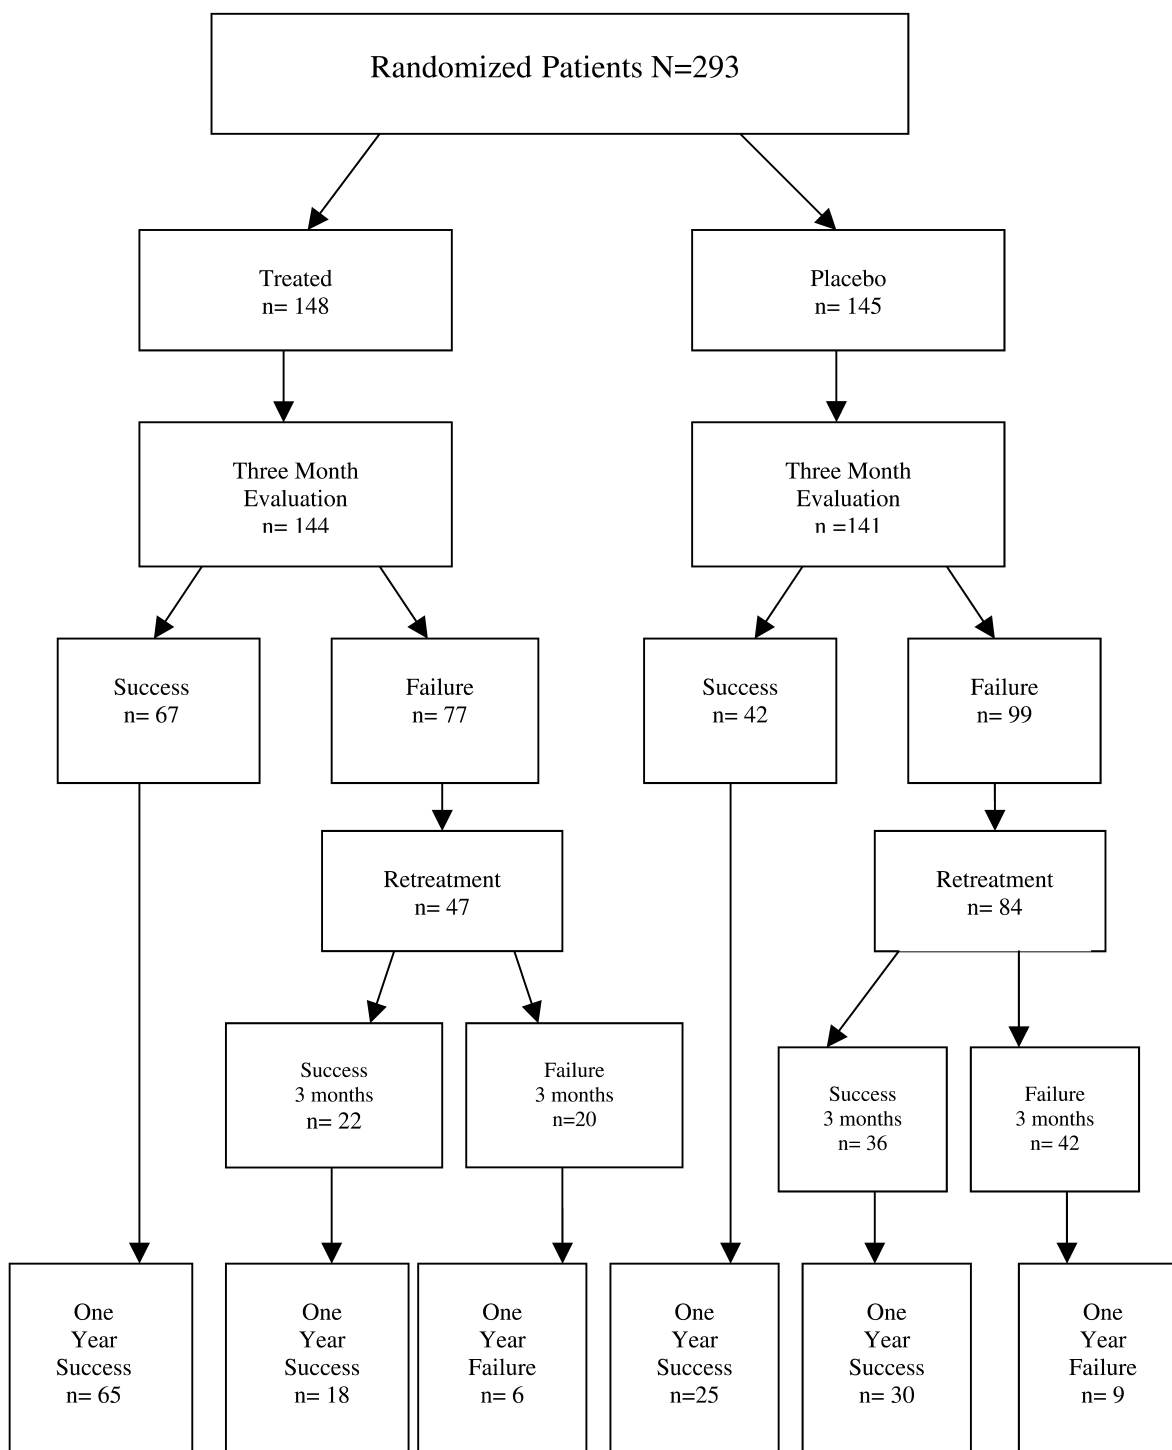 Randomized Patients N=293
Treated
n= 148
Placebo
n= 145
Three Month
Evaluation
n= 144
Three Month
Evaluation
n =141
Success
n= 67
Failure
n= 77
Success
n= 42
Failure
n= 99
Retreatment
n= 47
Retreatment
n= 84
Success
3 months
n= 22
Failure
3 months
n=20
Success
3 months
n= 36
Failure
3 months
n= 42
One
Year
Success
n= 65
One
Year
Success
n= 18
One
Year
Failure
n= 6
One
Year
Success
n=25
One
Year
Success
n= 30
One
Year
Failure
n= 9